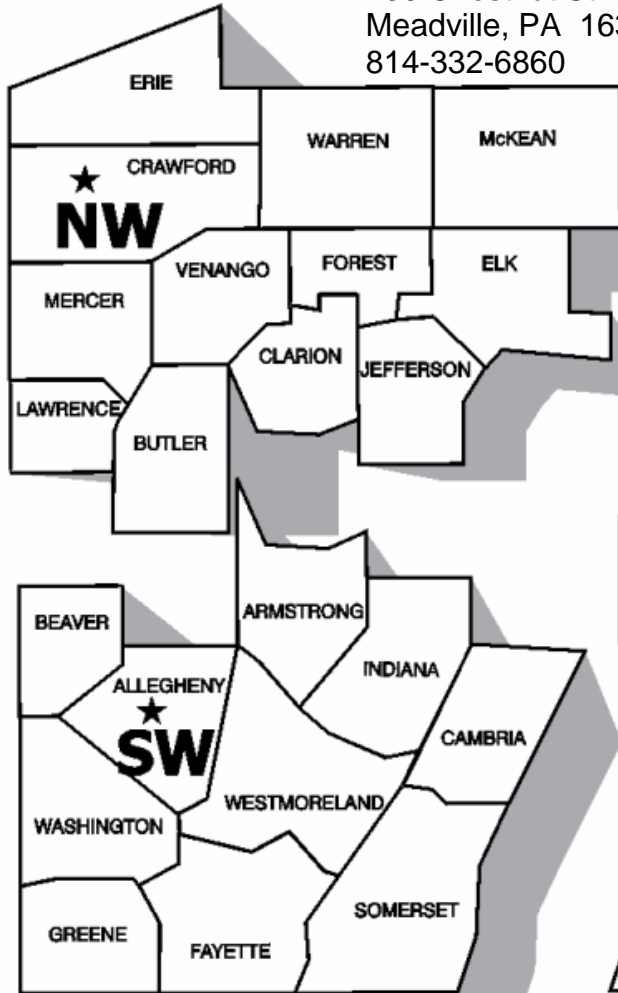 Meadville, PA
814-332-6860
ERIE
WARREN
McKEAN
CRAWFORD
NW
VENANGO
FOREST
ELK
MERCER
CLARION
JEFFERSON
LAWRENCE
BUTLER
BEAVER
ARMSTRONG
ALLEGHENY
INDIANA
SW
CAMBRIA
WESTMORELAND
WASHINGTON
SOMERSET
GREENE
FAYETTE